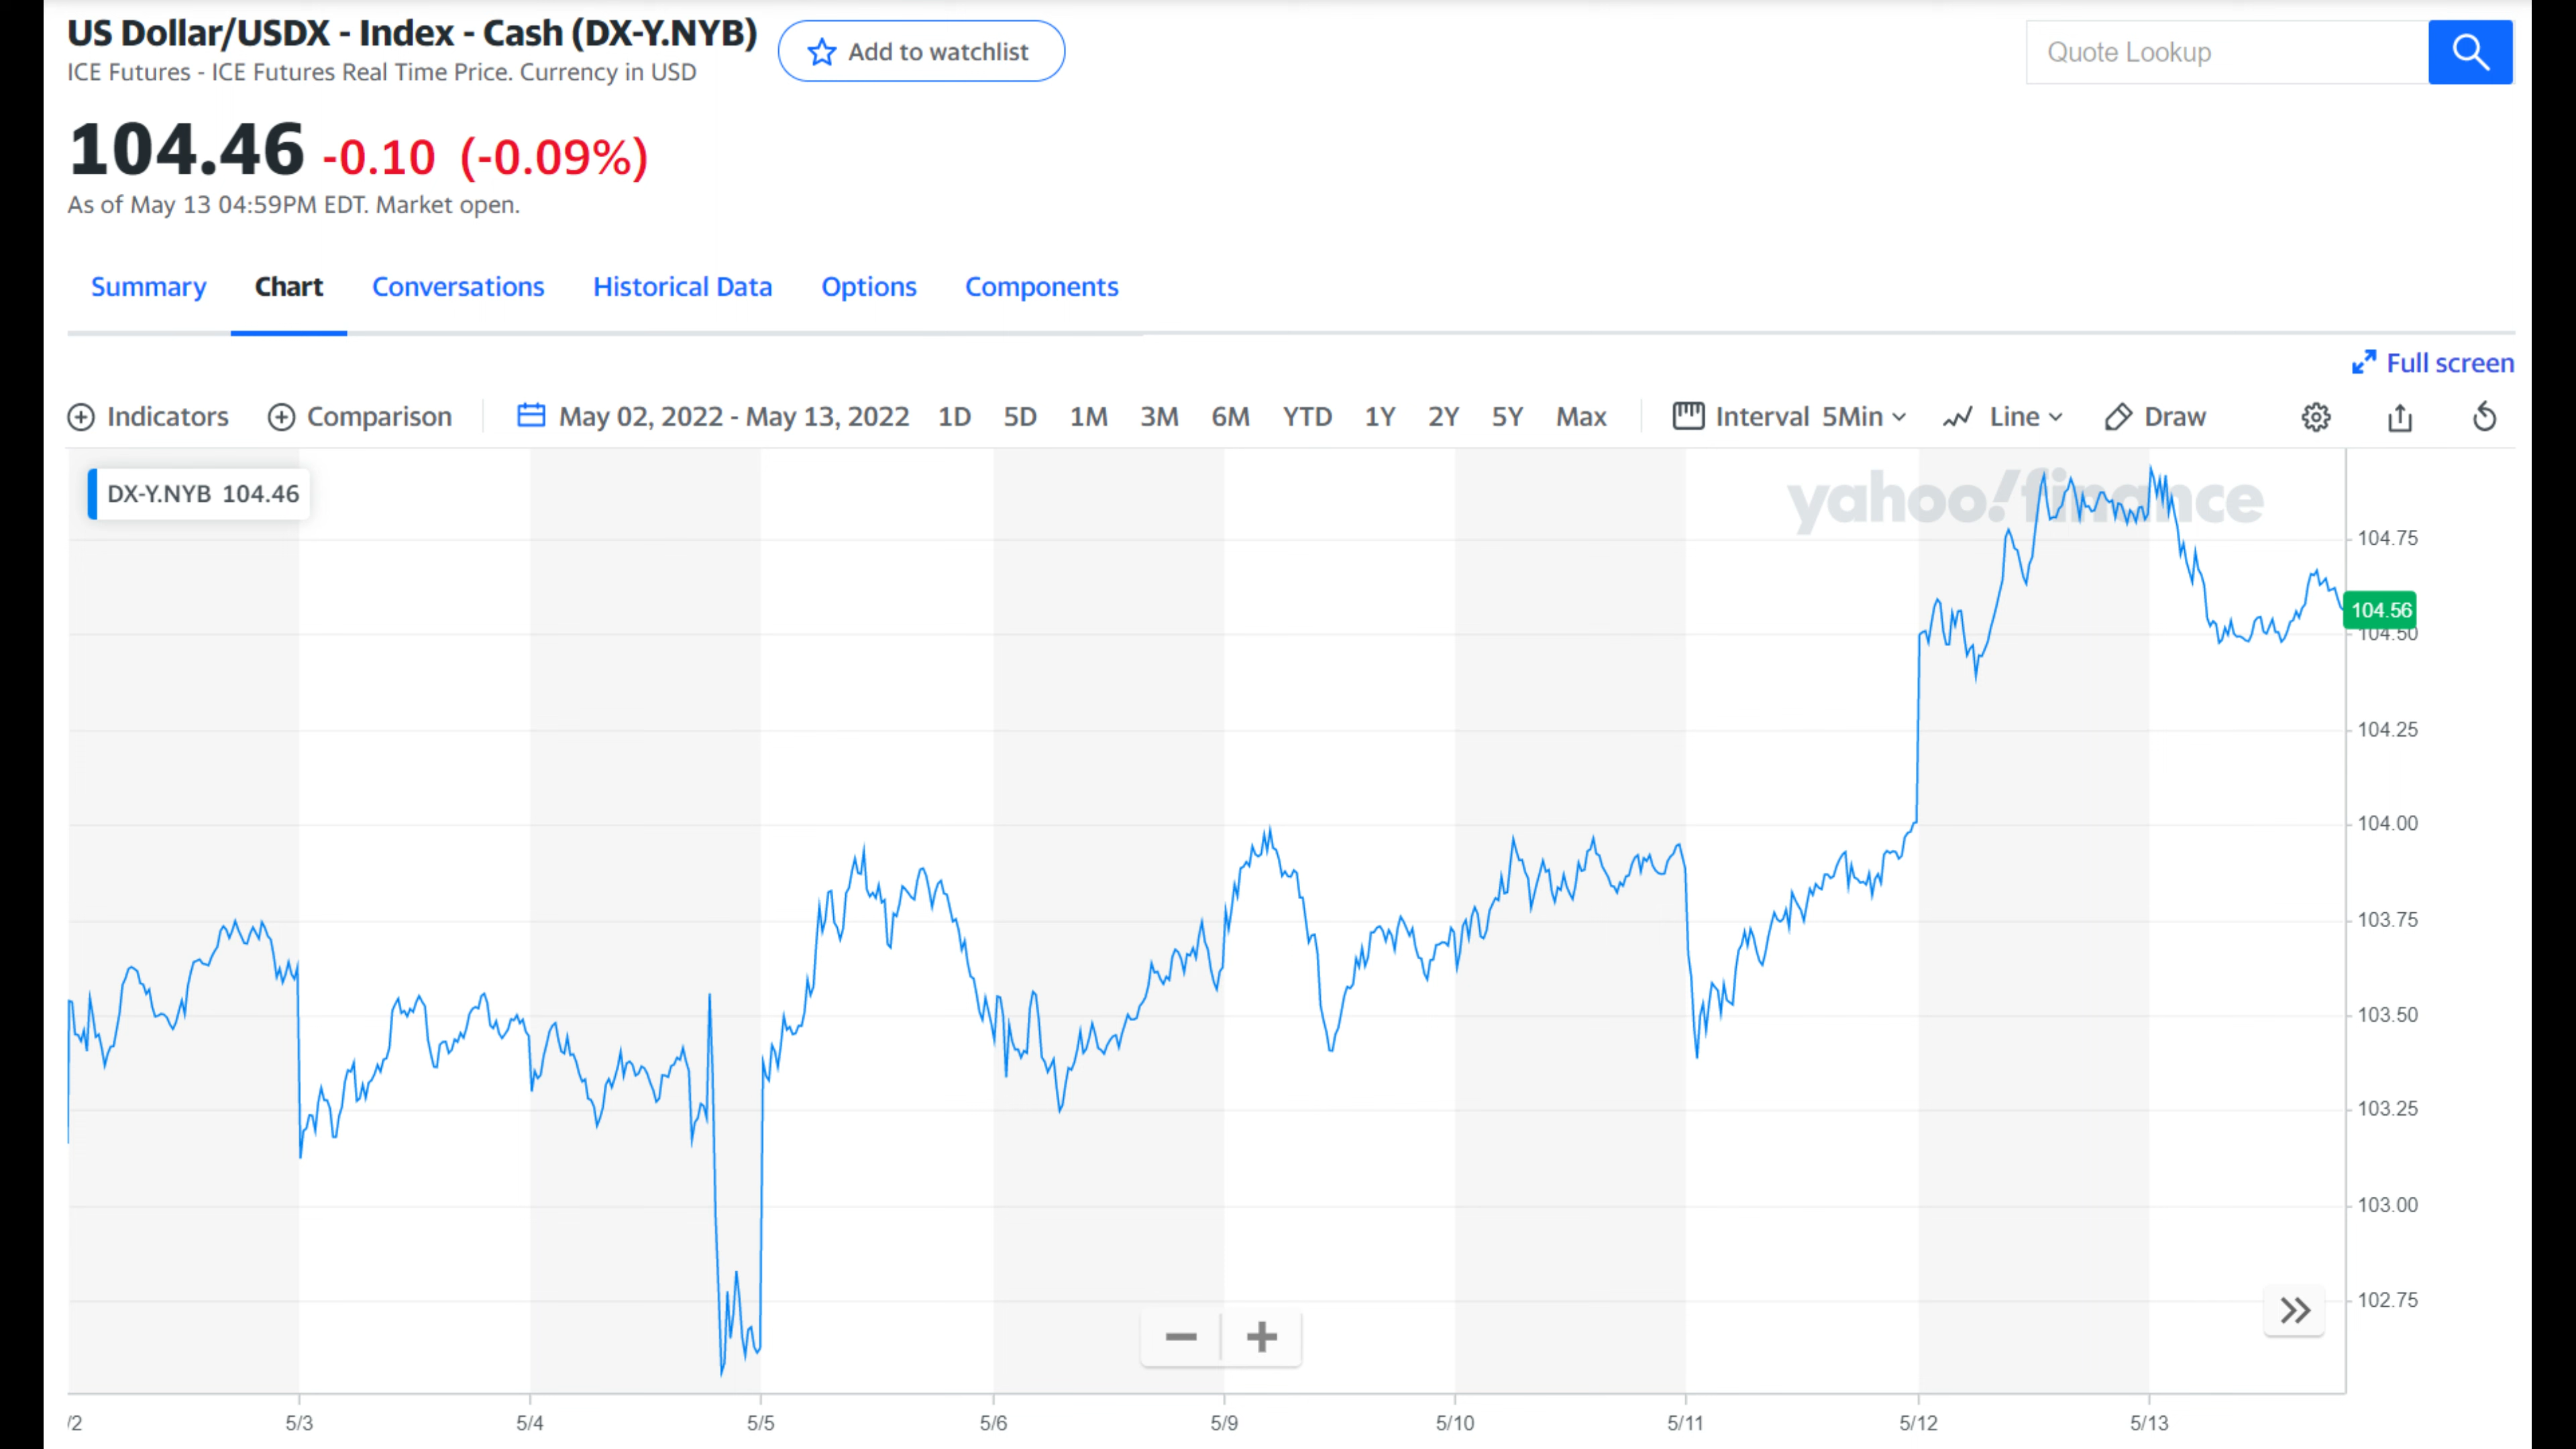 US Dollar/USDX - Index - Cash (DX-Y.NYB)
Add to watchlist
Quote Lookup
ICE Futures - ICE Futures Real Time Price. Currency in USD
104.46 -0.10 (-0.09%)
As of May 13 04:59PM EDT. Market open.
Summary Chart Conversations Historical Data Options Components
Full screen
Indicators Comparison May 02, 2022 - May 13, 2022 1D 5D 1M 3M 6M YTD 1Y 2Y 5Y Max Interval 5Min Line Draw
DX-Y.NYB 104.46
yahoo!finance
104.75
104.56
104.50
104.25
104.00
103.75
103.50
103.25
103.00
102.75
/2 5/3 5/4 5/5 5/6 5/9 5/10 5/11 5/12 5/13